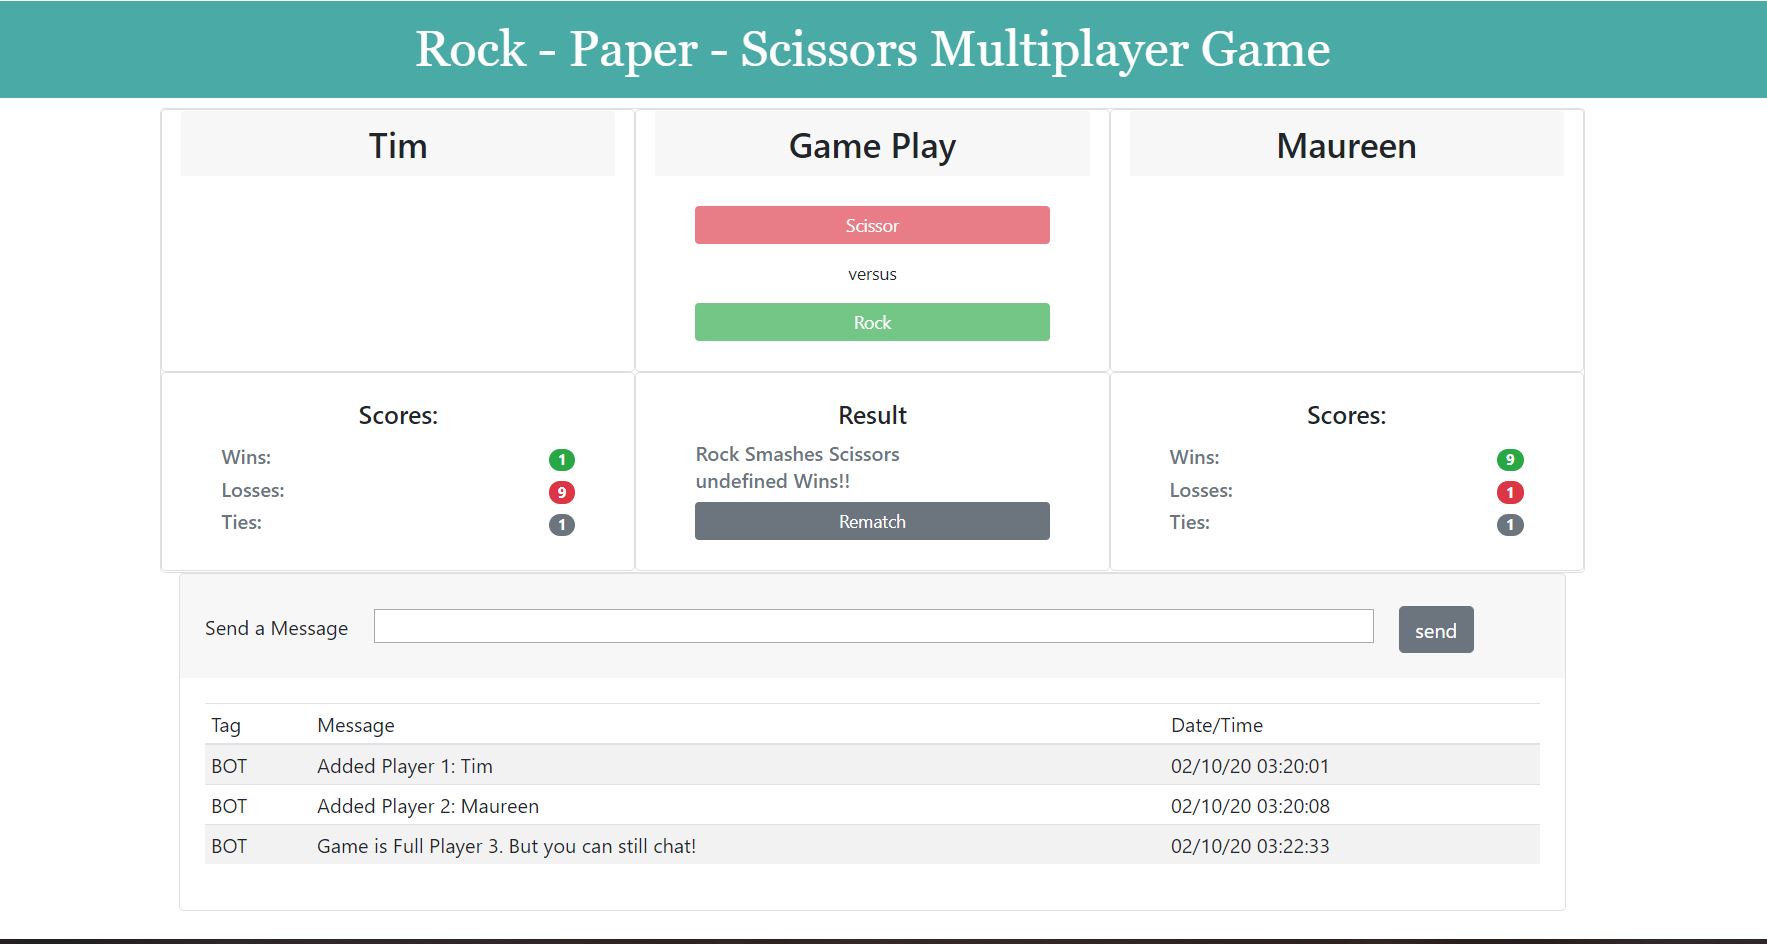 Rock - Paper - Scissors Multiplayer Game
Tim
Game Play
Maureen
Scissor
versus
Rock
Scores:
Wins: 1
Losses: 9
Ties: 1
Result
Rock Smashes Scissors
undefined Wins!!
Rematch
Scores:
Wins: 9
Losses: 1
Ties: 1
Send a Message
send
Tag Message Date/Time
BOT Added Player 1: Tim 02/10/20 03:20:01
BOT Added Player 2: Maureen 02/10/20 03:20:08
BOT Game is Full Player 3. But you can still chat! 02/10/20 03:22:33